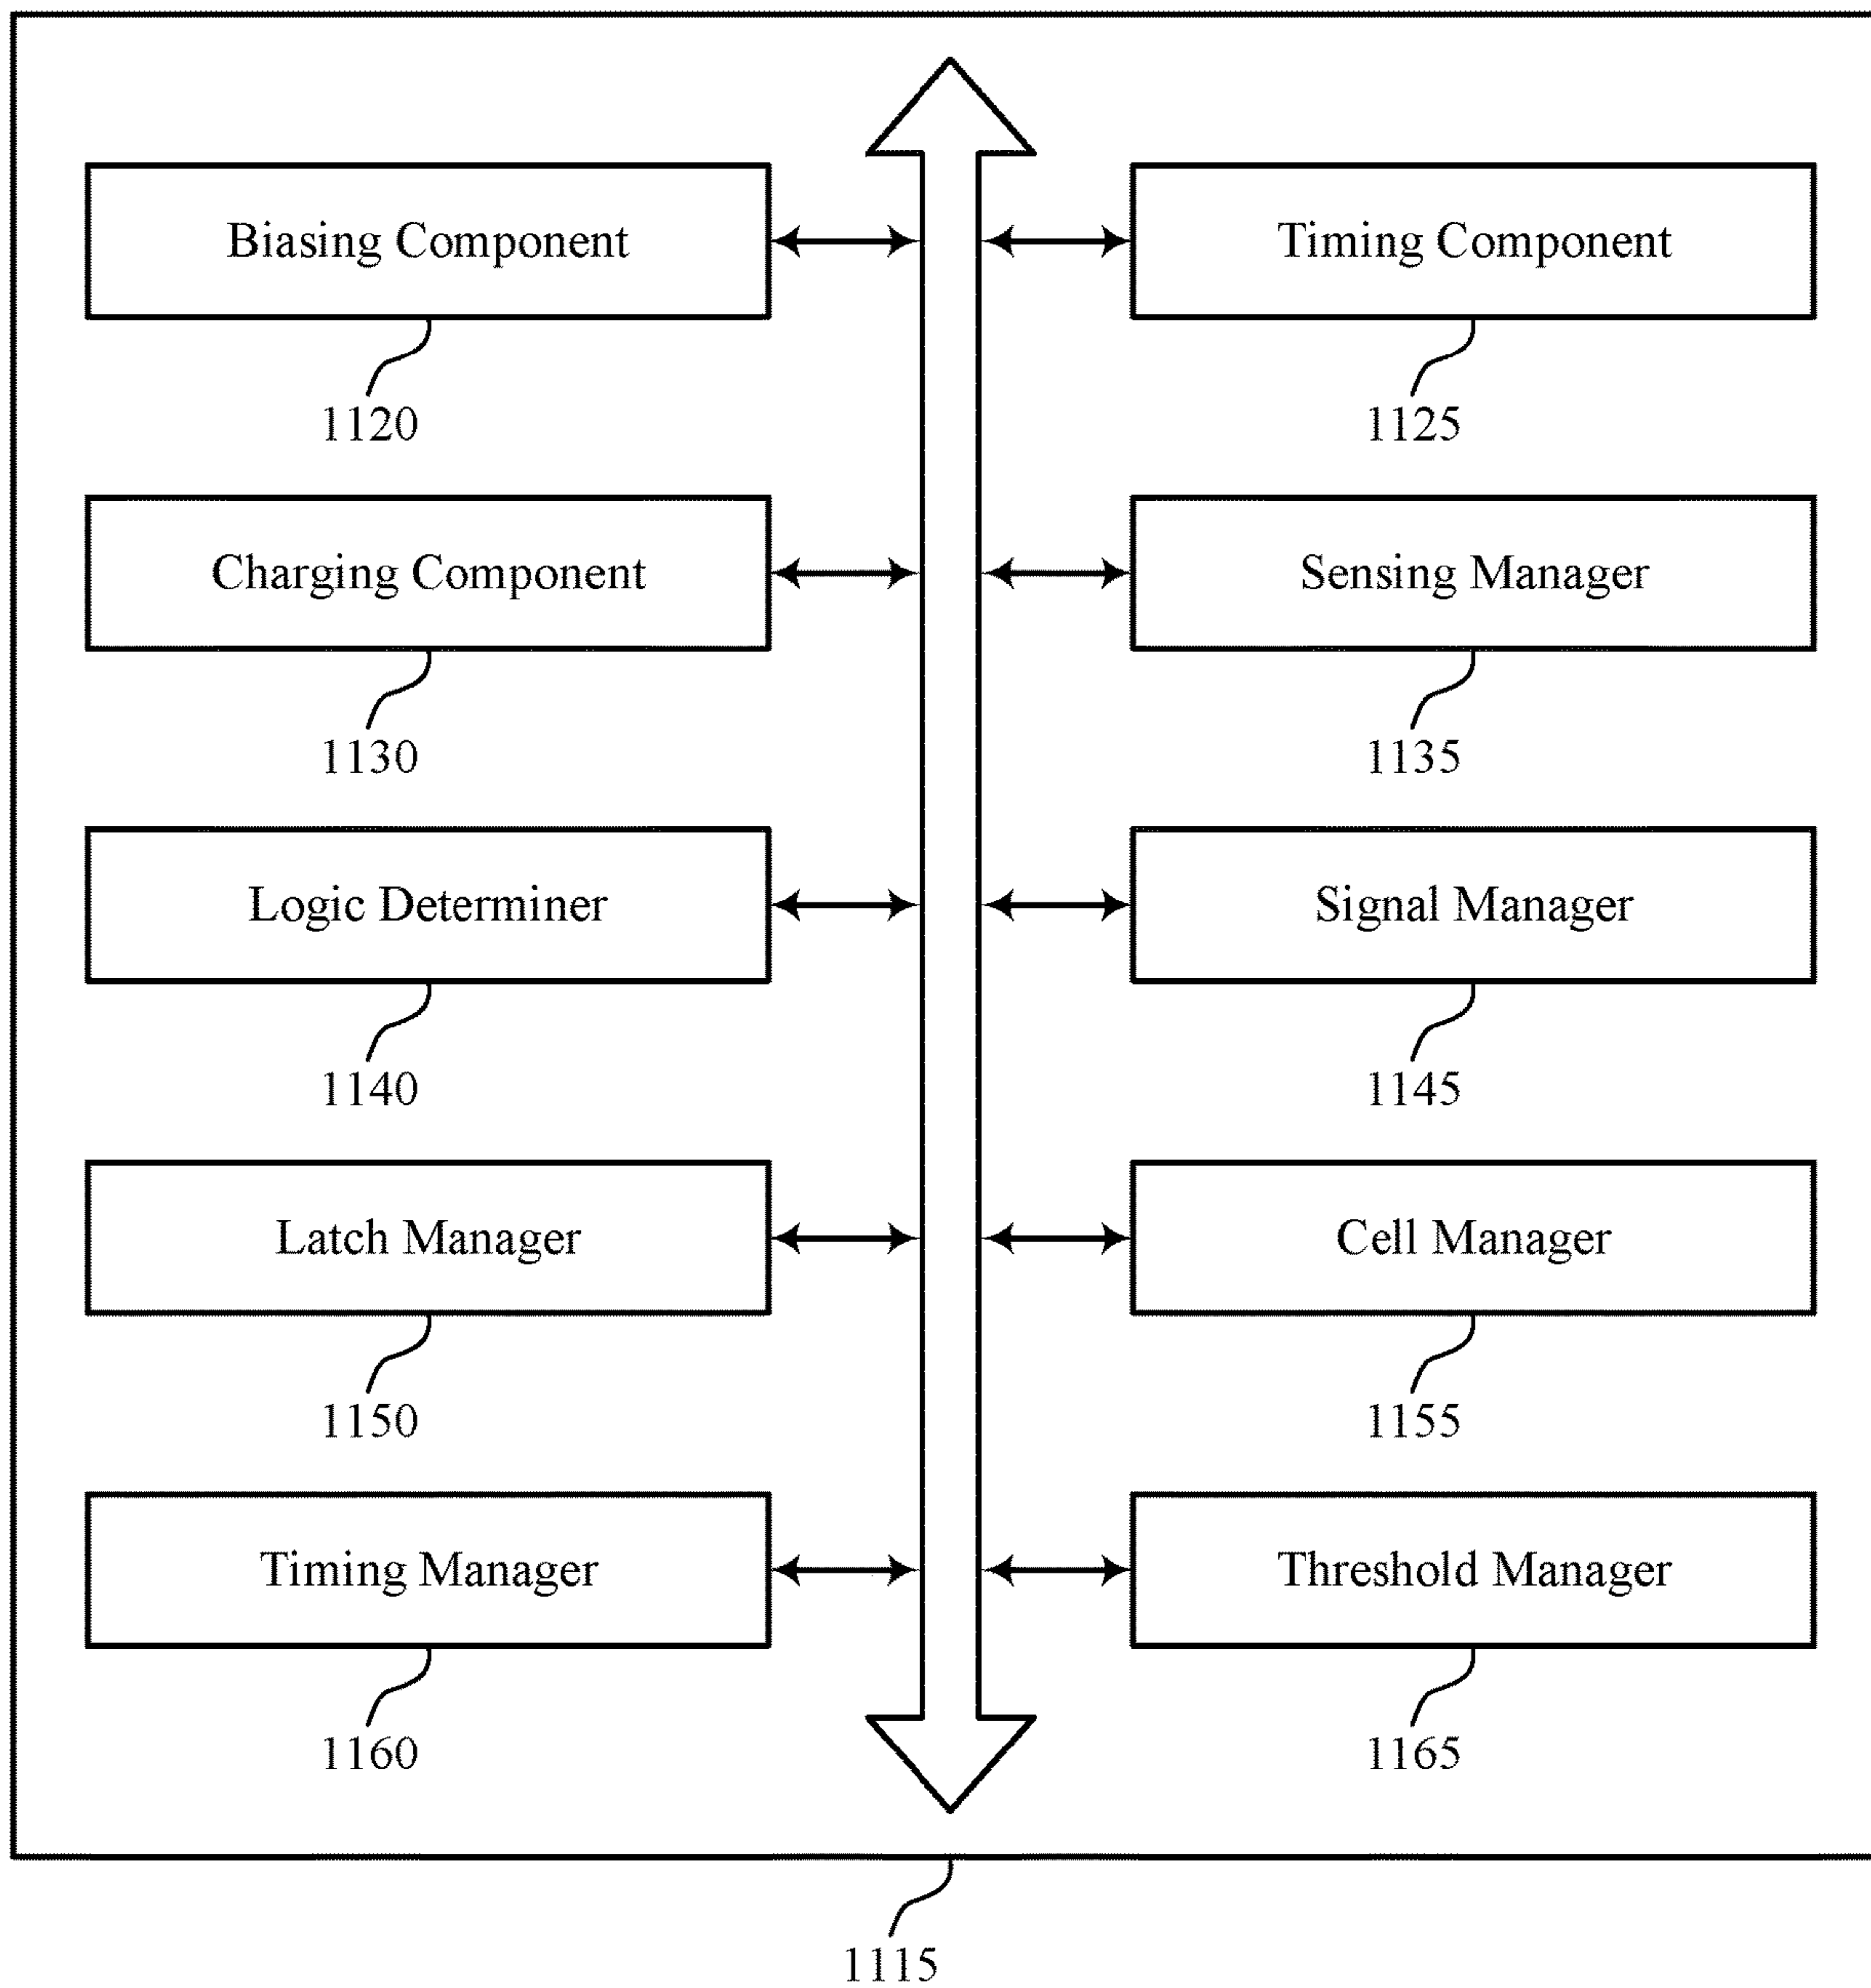 Biasing Component
Timing Component
1120
1125
Charging Component
Sensing Manager
1130
1135
Logic Determiner
Signal Manager
1140
1145
Latch Manager
Cell Manager
1150
1155
Timing Manager
Threshold Manager
1160
1165
1115